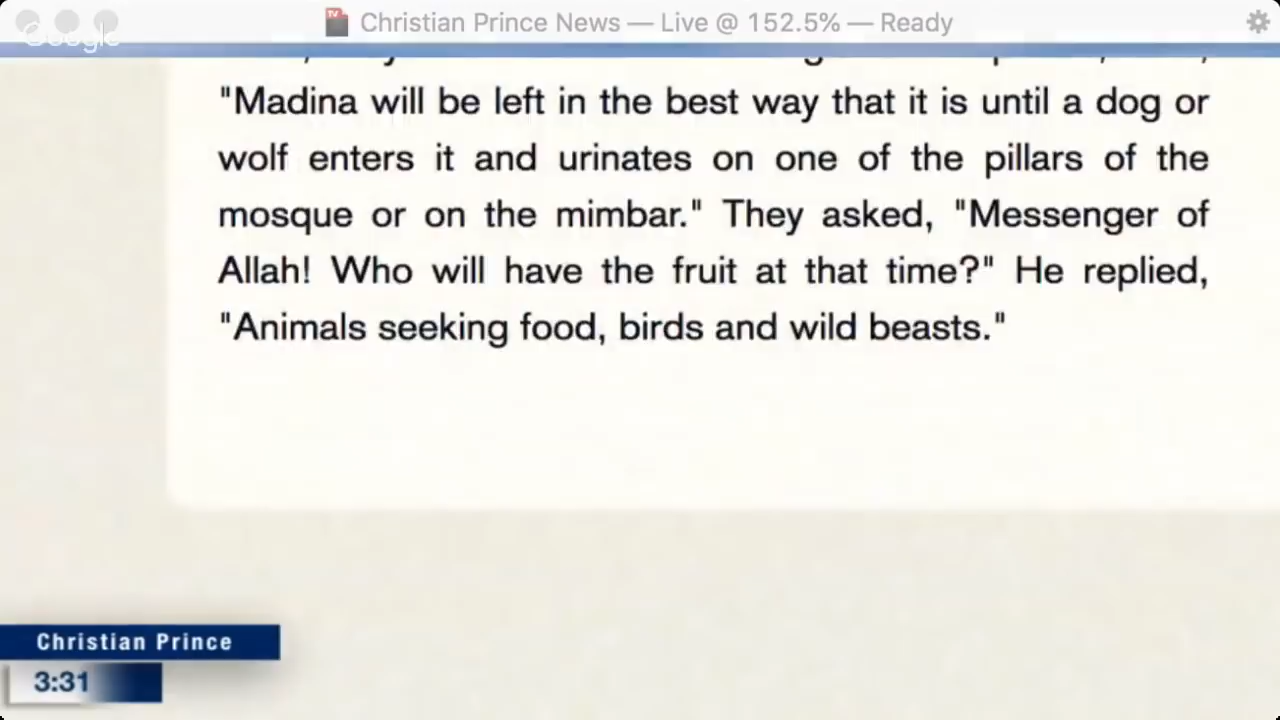 Christian Prince News — Live @ 152.5% — Ready
Google
"Madina will be left in the best way that it is until a dog or
wolf enters it and urinates on one of the pillars of the
mosque or on the mimbar." They asked, "Messenger of
Allah! Who will have the fruit at that time?" He replied,
"Animals seeking food, birds and wild beasts."
Christian Prince
3:31